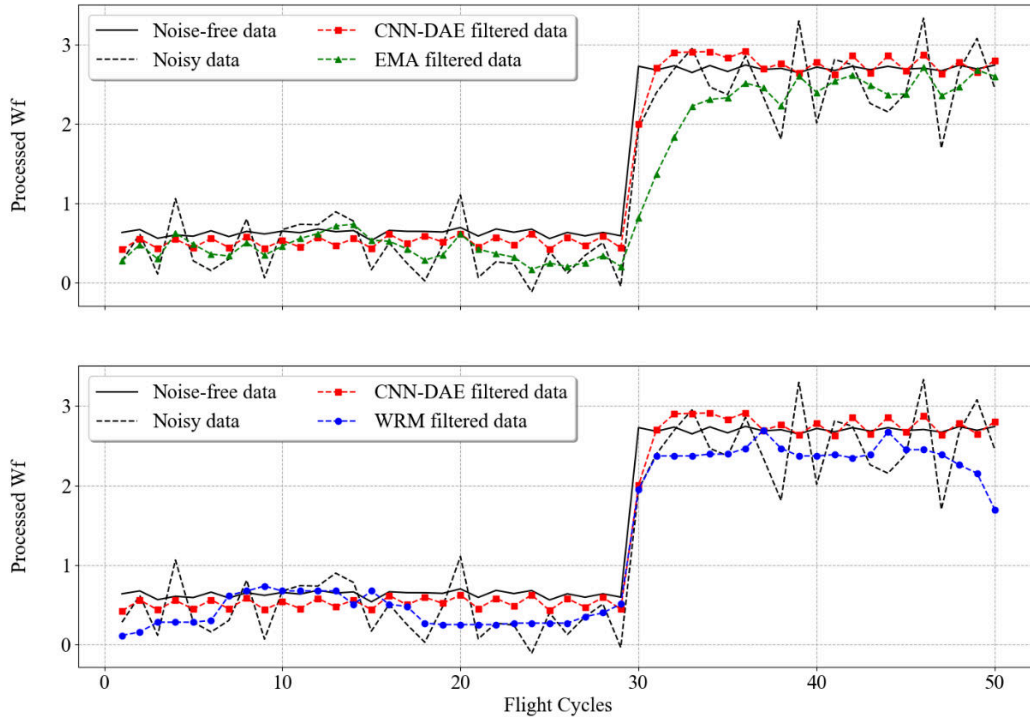 Noise-free data CNN-DAE filtered data
Noisy data EMA filtered data
Processed Wf
3
2
1
0
Noise-free data CNN-DAE filtered data
Noisy data WRM filtered data
Processed Wf
3
2
1
0
0 10 20 30 40 50
Flight Cycles